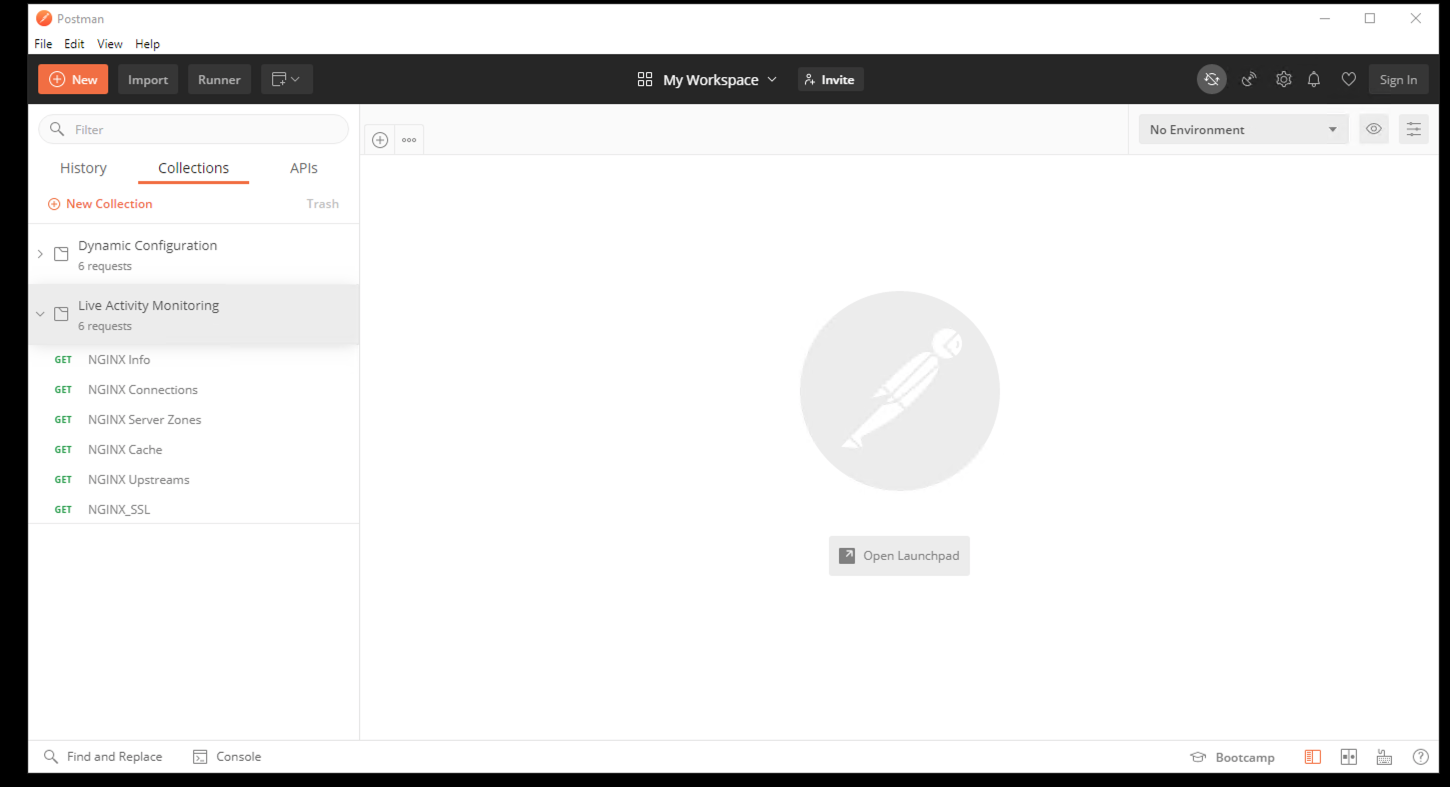 Postman
File Edit View Help
New Import Runner My Workspace Invite Sign In
Filter
No Environment
History Collections APIs
New Collection Trash
Dynamic Configuration
6 requests
Live Activity Monitoring
6 requests
GET NGINX Info
GET NGINX Connections
GET NGINX Server Zones
GET NGINX Cache
GET NGINX Upstreams
GET NGINX_SSL
Open Launchpad
Find and Replace Console Bootcamp